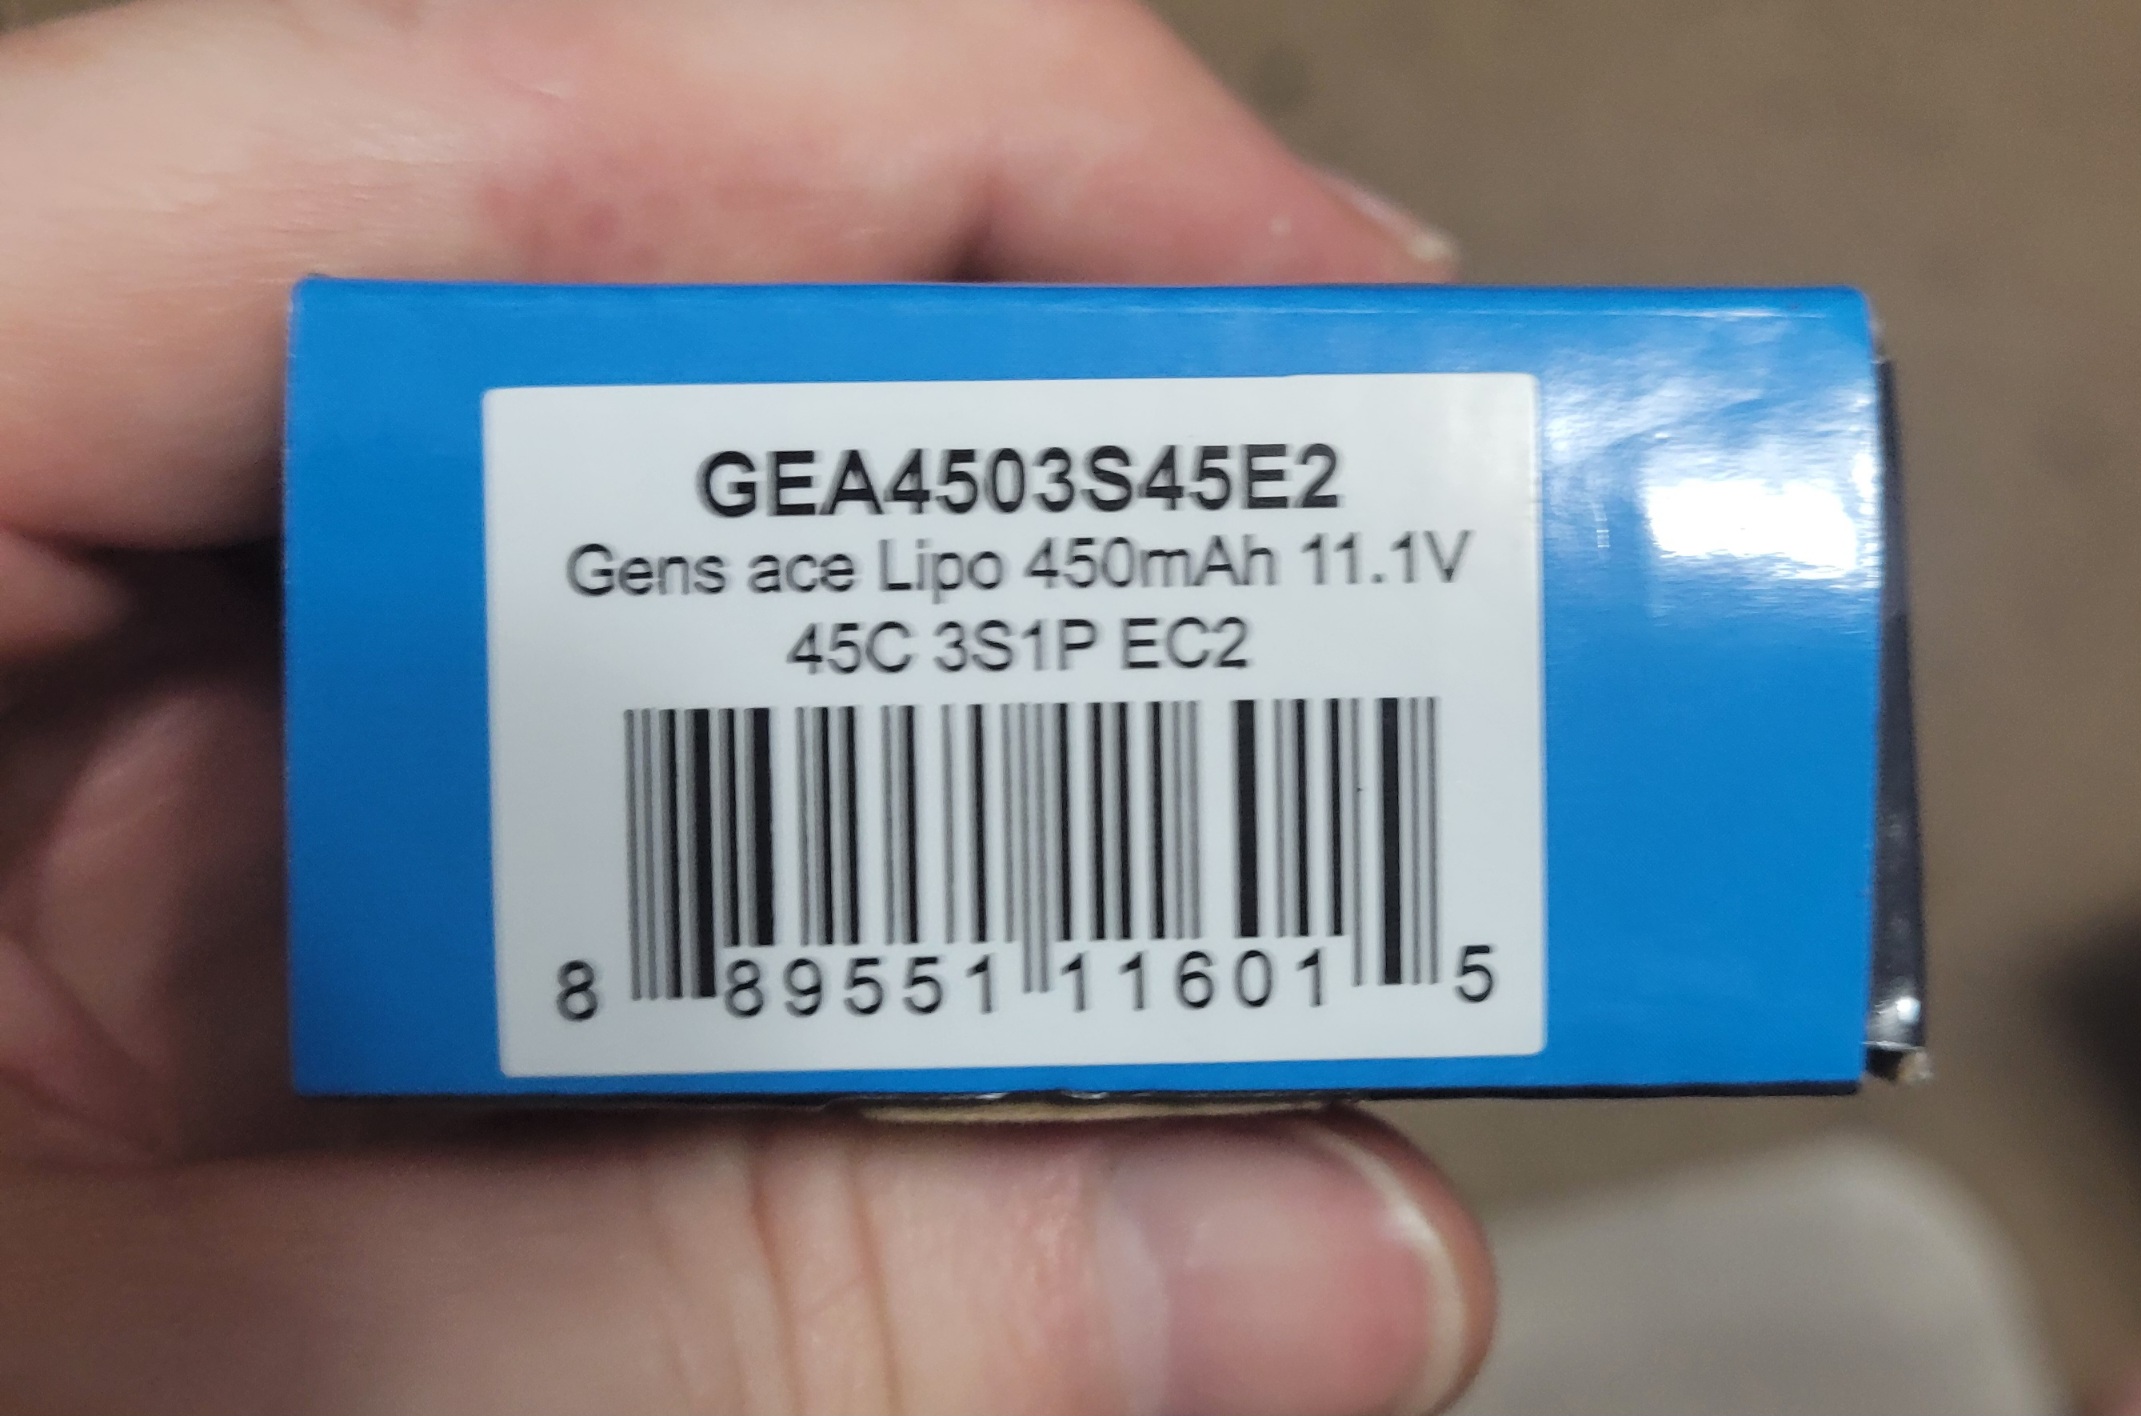 GEA4503S45E2
Gens ace Lipo 450mAh 11.1V
45C 3S1P EC2
8 89551 11601 5